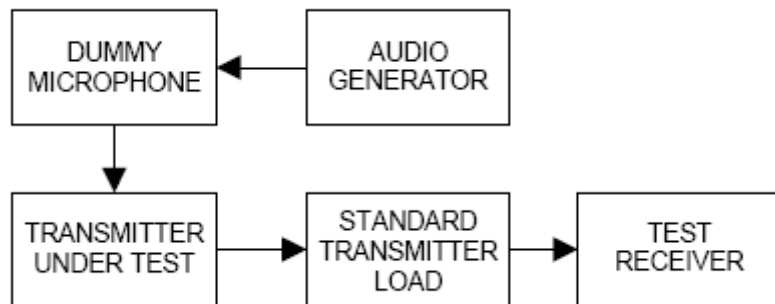 DUMMY
MICROPHONE
AUDIO
GENERATOR
TRANSMITTER
UNDER TEST
STANDARD
TRANSMITTER
LOAD
TEST
RECEIVER